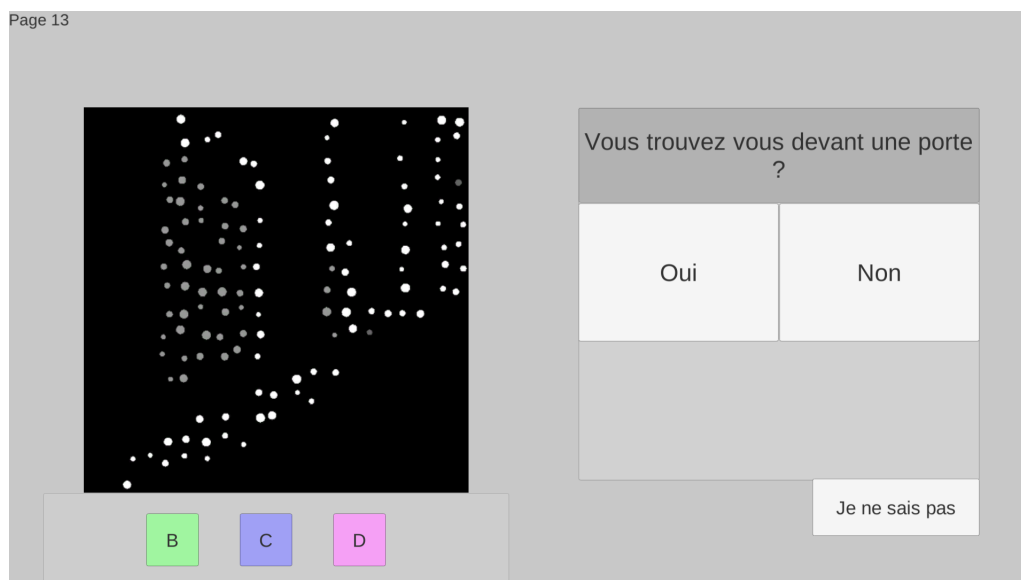 Page 13
Vous trouvez vous devant une porte
?
Oui
Non
Je ne sais pas
B
C
D